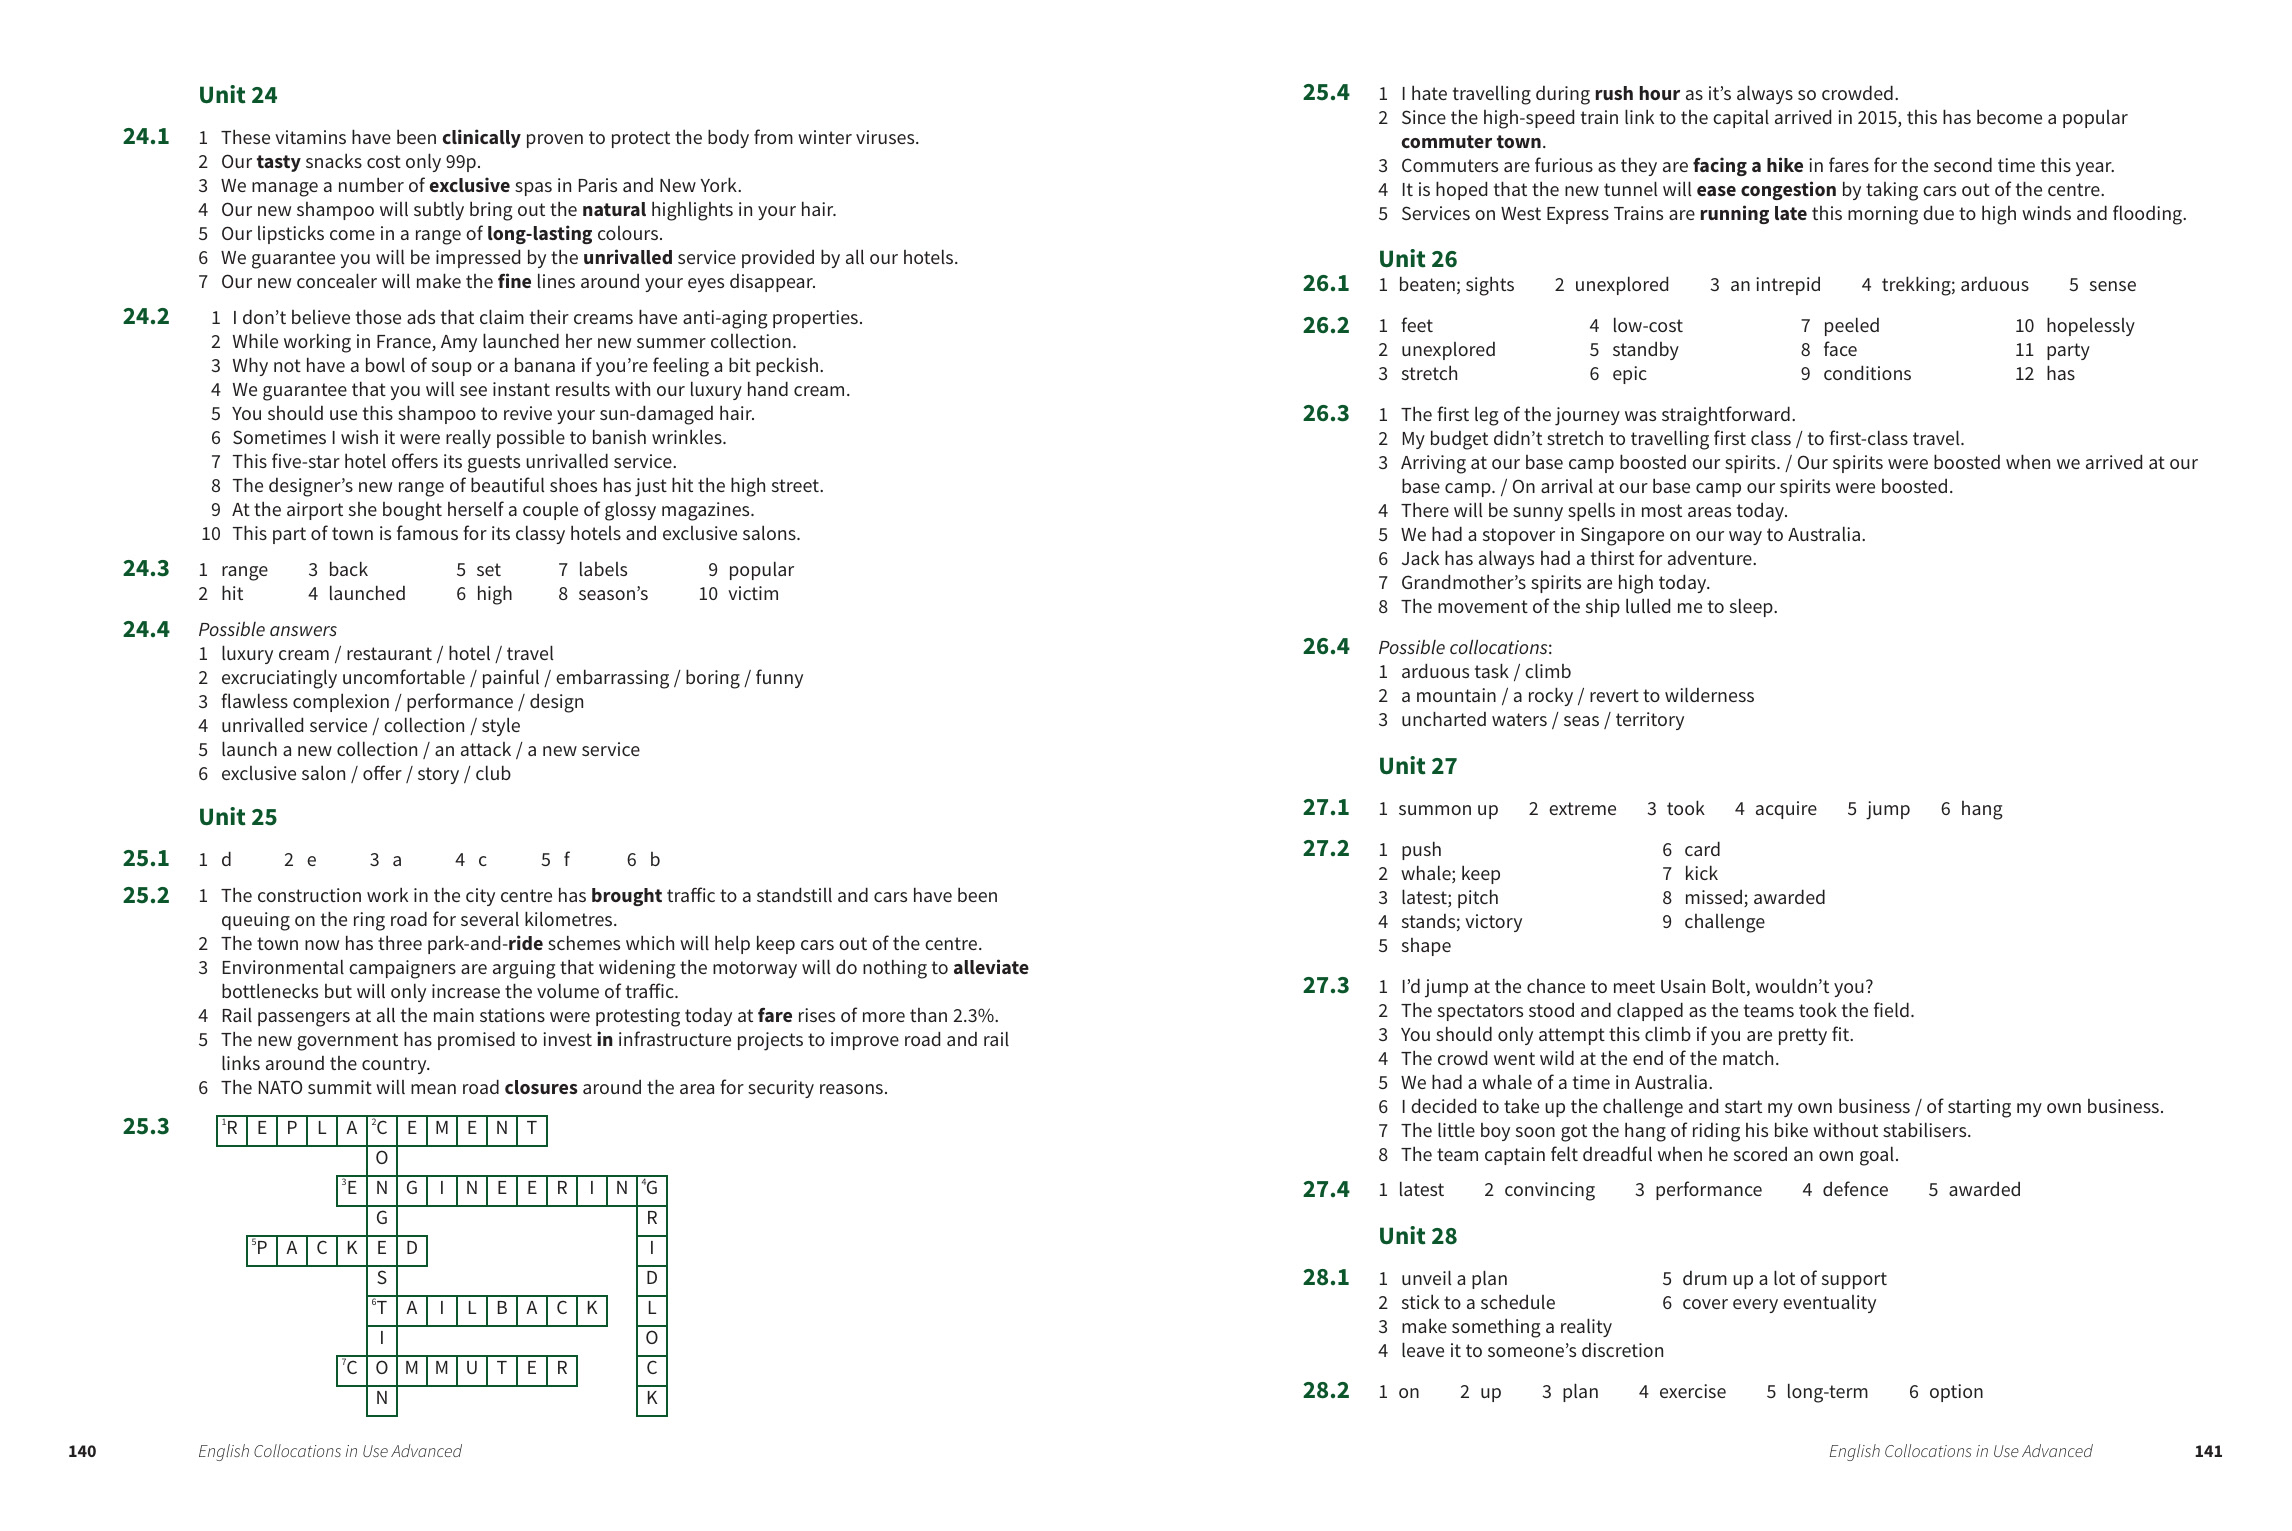 Unit 24
24.1 1 These vitamins have been clinically proven to protect the body from winter viruses.
2 Our tasty snacks cost only 99p.
3 We manage a number of exclusive spas in Paris and New York.
4 Our new shampoo will subtly bring out the natural highlights in your hair.
5 Our lipsticks come in a range of long-lasting colours.
6 We guarantee you will be impressed by the unrivalled service provided by all our hotels.
7 Our new concealer will make the fine lines around your eyes disappear.
24.2 1 I don’t believe those ads that claim their creams have anti-aging properties.
2 While working in France, Amy launched her new summer collection.
3 Why not have a bowl of soup or a banana if you’re feeling a bit peckish.
4 We guarantee that you will see instant results with our luxury hand cream.
5 You should use this shampoo to revive your sun-damaged hair.
6 Sometimes I wish it were really possible to banish wrinkles.
7 This five-star hotel offers its guests unrivalled service.
8 The designer’s new range of beautiful shoes has just hit the high street.
9 At the airport she bought herself a couple of glossy magazines.
10 This part of town is famous for its classy hotels and exclusive salons.
24.3 1 range 3 back 5 set 7 labels 9 popular
2 hit 4 launched 6 high 8 season’s 10 victim
24.4 Possible answers
1 luxury cream / restaurant / hotel / travel
2 excruciatingly uncomfortable / painful / embarrassing / boring / funny
3 flawless complexion / performance / design
4 unrivalled service / collection / style
5 launch a new collection / an attack / a new service
6 exclusive salon / offer / story / club
Unit 25
25.1 1 d 2 e 3 a 4 c 5 f 6 b
25.2 1 The construction work in the city centre has brought traffic to a standstill and cars have been
queuing on the ring road for several kilometres.
2 The town now has three park-and-ride schemes which will help keep cars out of the centre.
3 Environmental campaigners are arguing that widening the motorway will do nothing to alleviate
bottlenecks but will only increase the volume of traffic.
4 Rail passengers at all the main stations were protesting today at fare rises of more than 2.3%.
5 The new government has promised to invest in infrastructure projects to improve road and rail
links around the country.
6 The NATO summit will mean road closures around the area for security reasons.
25.3 1R E P L A 2C E M E N T
O
3E N G I N E E R I N 4G
G R
5P A C K E D I
S D
6T A I L B A C K L
I O
7C O M M U T E R C
N K
140 English Collocations in Use Advanced
25.4 1 I hate travelling during rush hour as it’s always so crowded.
2 Since the high-speed train link to the capital arrived in 2015, this has become a popular
commuter town.
3 Commuters are furious as they are facing a hike in fares for the second time this year.
4 It is hoped that the new tunnel will ease congestion by taking cars out of the centre.
5 Services on West Express Trains are running late this morning due to high winds and flooding.
Unit 26
26.1 1 beaten; sights 2 unexplored 3 an intrepid 4 trekking; arduous 5 sense
26.2 1 feet 4 low-cost 7 peeled 10 hopelessly
2 unexplored 5 standby 8 face 11 party
3 stretch 6 epic 9 conditions 12 has
26.3 1 The first leg of the journey was straightforward.
2 My budget didn’t stretch to travelling first class / to first-class travel.
3 Arriving at our base camp boosted our spirits. / Our spirits were boosted when we arrived at our
base camp. / On arrival at our base camp our spirits were boosted.
4 There will be sunny spells in most areas today.
5 We had a stopover in Singapore on our way to Australia.
6 Jack has always had a thirst for adventure.
7 Grandmother’s spirits are high today.
8 The movement of the ship lulled me to sleep.
26.4 Possible collocations:
1 arduous task / climb
2 a mountain / a rocky / revert to wilderness
3 uncharted waters / seas / territory
Unit 27
27.1 1 summon up 2 extreme 3 took 4 acquire 5 jump 6 hang
27.2 1 push 6 card
2 whale; keep 7 kick
3 latest; pitch 8 missed; awarded
4 stands; victory 9 challenge
5 shape
27.3 1 I’d jump at the chance to meet Usain Bolt, wouldn’t you?
2 The spectators stood and clapped as the teams took the field.
3 You should only attempt this climb if you are pretty fit.
4 The crowd went wild at the end of the match.
5 We had a whale of a time in Australia.
6 I decided to take up the challenge and start my own business / of starting my own business.
7 The little boy soon got the hang of riding his bike without stabilisers.
8 The team captain felt dreadful when he scored an own goal.
27.4 1 latest 2 convincing 3 performance 4 defence 5 awarded
Unit 28
28.1 1 unveil a plan 5 drum up a lot of support
2 stick to a schedule 6 cover every eventuality
3 make something a reality
4 leave it to someone’s discretion
28.2 1 on 2 up 3 plan 4 exercise 5 long-term 6 option
English Collocations in Use Advanced 141